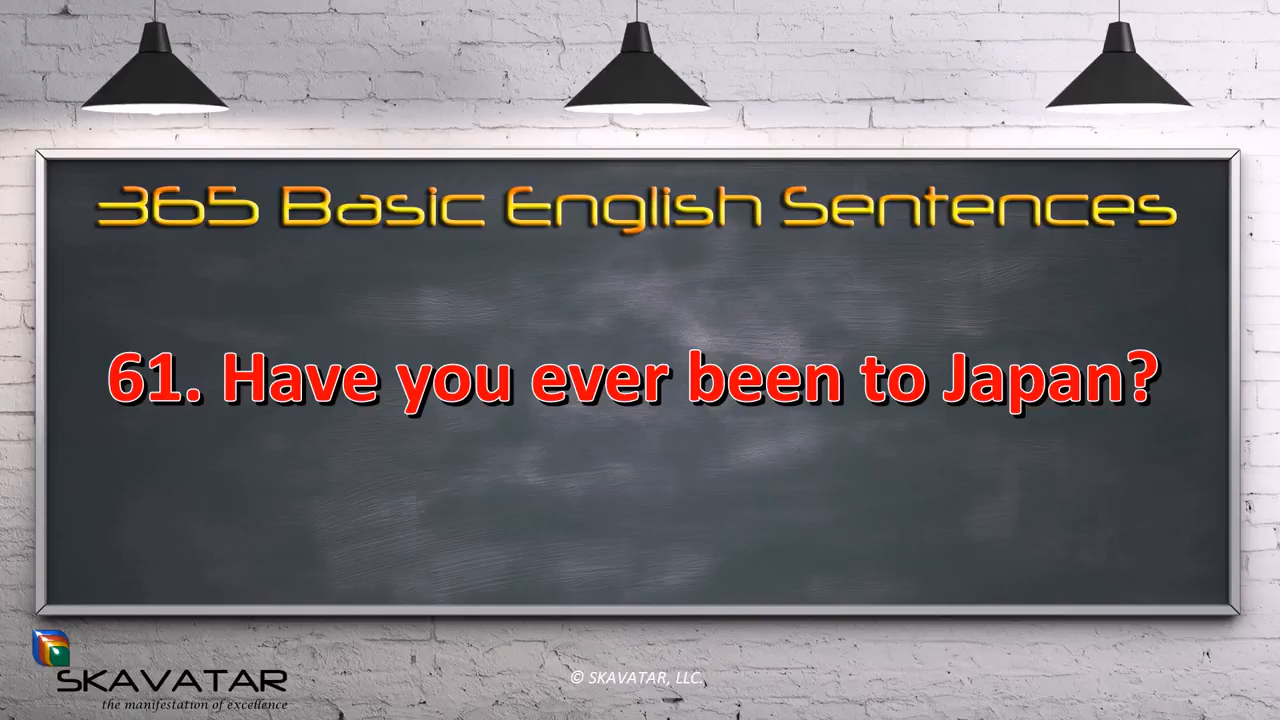 365 Basic English Sentences
61. Have you ever been to Japan?
SKAVATAR
the manifestation of excellence
© SKAVATAR, LLC.